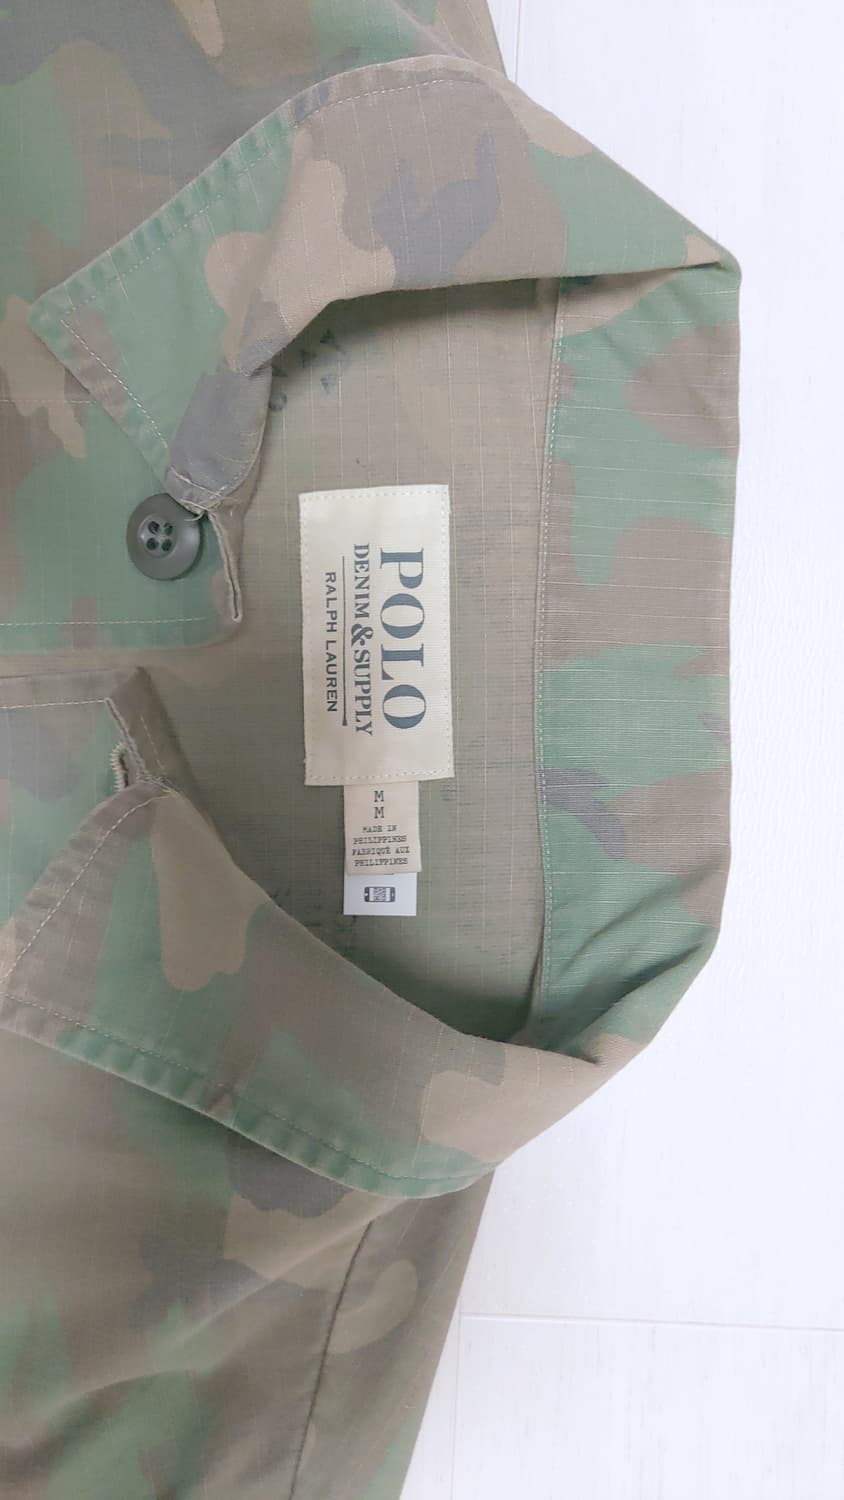 POLO
DENIM & SUPPLY
RALPH LAUREN
M
M
MADE IN
PHILIPPINES
FABRIQUÉ AUX
PHILIPPINES